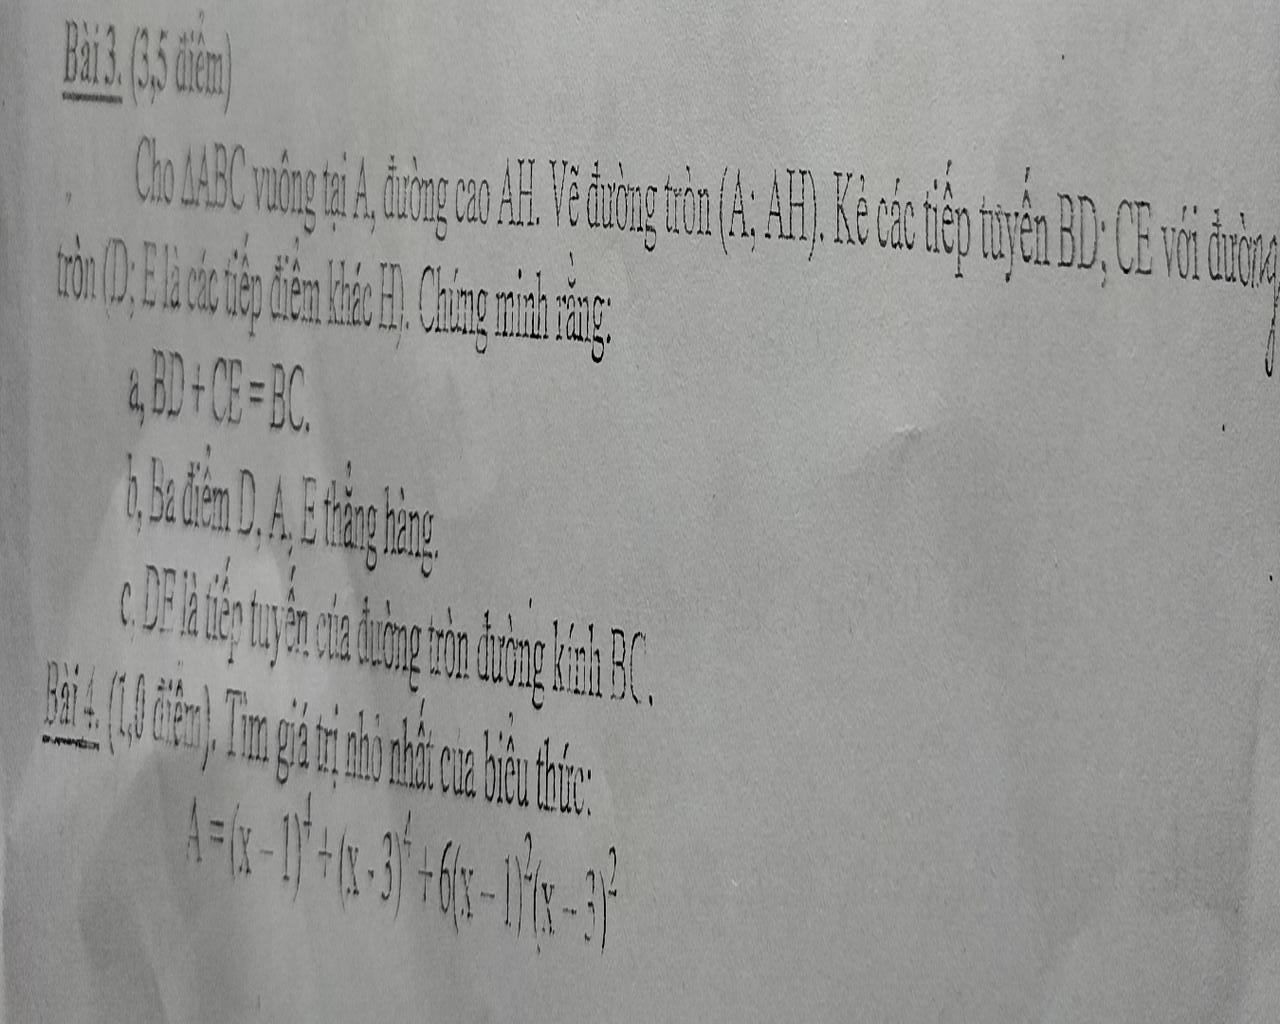 Bài 3. (3,5 điểm)
Cho ΔABC vuông tại A, đường cao AH. Vẽ đường tròn (A; AH). Kẻ các tiếp tuyến BD; CE với đường
tròn (D; E là các tiếp điểm khác H). Chứng minh rằng:
a, BD + CE = BC.
b, Ba điểm D, A, E thẳng hàng.
c, DE là tiếp tuyến của đường tròn đường kính BC.
Bài 4. (1,0 điểm). Tìm giá trị nhỏ nhất của biểu thức:
A = (x – 1)⁴ + (x - 3)⁴ + 6(x – 1)²(x – 3)²